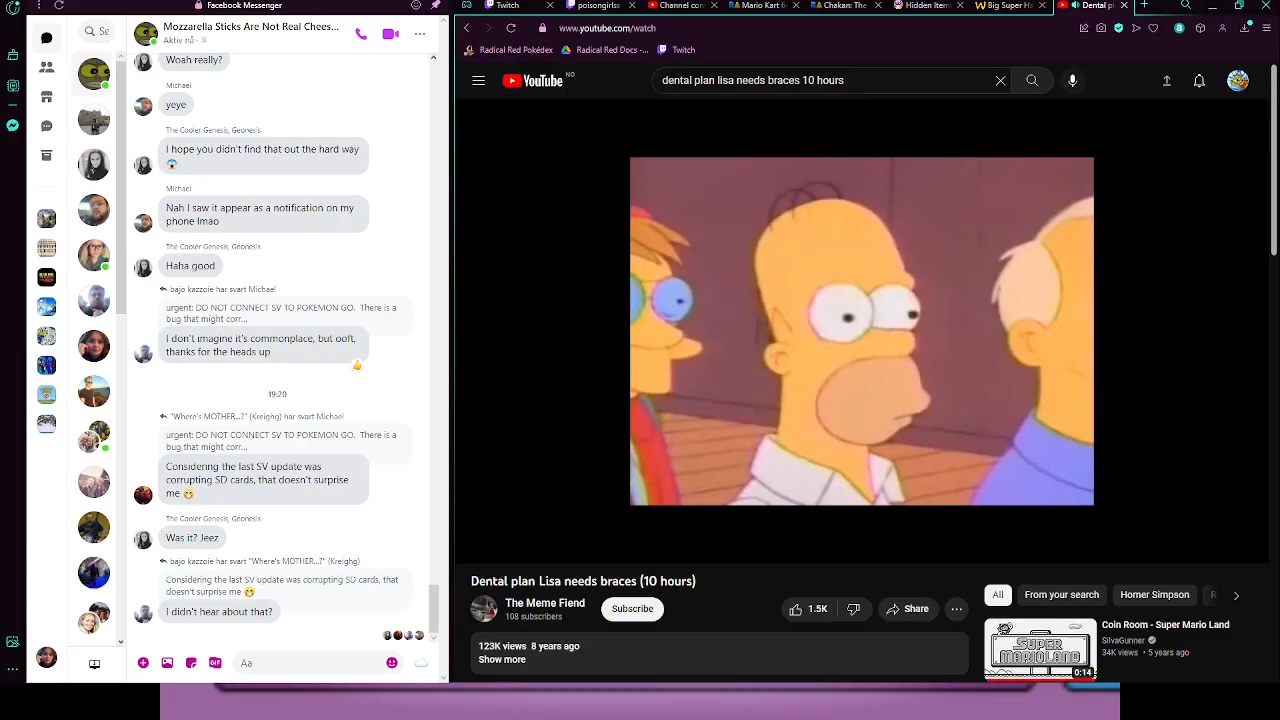 Facebook Messenger
Twitch
poisongirlss
Channel con
Mario Kart 6
Chakan: The
Hidden Items
Big Super Ha
Dental pl
Mozzarella Sticks Are Not Real Chees...
Aktiv nå
www.youtube.com/watch
Radical Red Pokédex
Radical Red Docs -...
Twitch
YouTube NO
dental plan lisa needs braces 10 hours
Woah really?
Michael
yeye
The Cooler Genesis, Geonosis
I hope you didn't find that out the hard way
😱
Michael
Nah I saw it appear as a notification on my
phone lmao
The Cooler Genesis, Geonosis
Haha good
bajo kazzoie har svart Michael
urgent: DO NOT CONNECT SV TO POKEMON GO. There is a
bug that might corr...
I don't imagine it's commonplace, but ooft,
thanks for the heads up
👍
19:20
"Where's MOTHER...?" (Kreighg) har svart Michael
urgent: DO NOT CONNECT SV TO POKEMON GO. There is a
bug that might corr...
Considering the last SV update was
corrupting SD cards, that doesn't surprise
me 🤭
The Cooler Genesis, Geonosis
Was it? Jeez
bajo kazzoie har svart "Where's MOTHER...?" (Kreighg)
Considering the last SV update was corrupting SD cards, that
doesn't surprise me 🤭
I didn't hear about that?
GIF
Aa
Dental plan Lisa needs braces (10 hours)
The Meme Fiend
108 subscribers
Subscribe
1.5K
Share
123K views 8 years ago
Show more
All
From your search
Homer Simpson
R
SUPER
MARIOLAND
0:14
Coin Room - Super Mario Land
SilvaGunner
34K views • 5 years ago